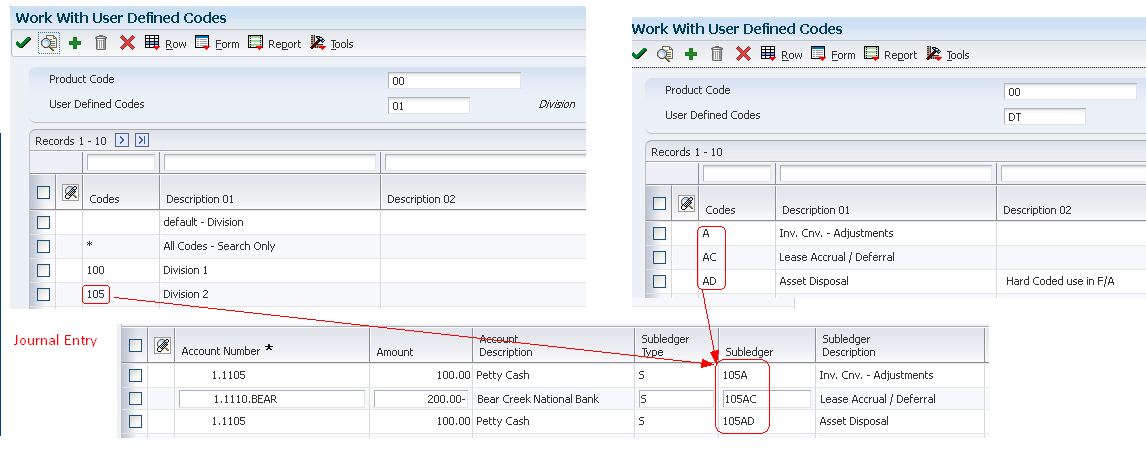 Work With User Defined Codes
Row Form Report Tools
Product Code 00
User Defined Codes 01 Division
Records 1 - 10
Codes Description 01 Description 02
default - Division
* All Codes - Search Only
100 Division 1
105 Division 2
Work With User Defined Codes
Row Form Report Tools
Product Code 00
User Defined Codes DT
Records 1 - 10
Codes Description 01 Description 02
A Inv. Cnv. - Adjustments
AC Lease Accrual / Deferral
AD Asset Disposal Hard Coded use in F/A
Journal Entry
Account Number * Amount Account Description Subledger Type Subledger Subledger Description
1.1105 100.00 Petty Cash S 105A Inv. Cnv. - Adjustments
1.1110.BEAR 200.00- Bear Creek National Bank S 105AC Lease Accrual / Deferral
1.1105 100.00 Petty Cash S 105AD Asset Disposal